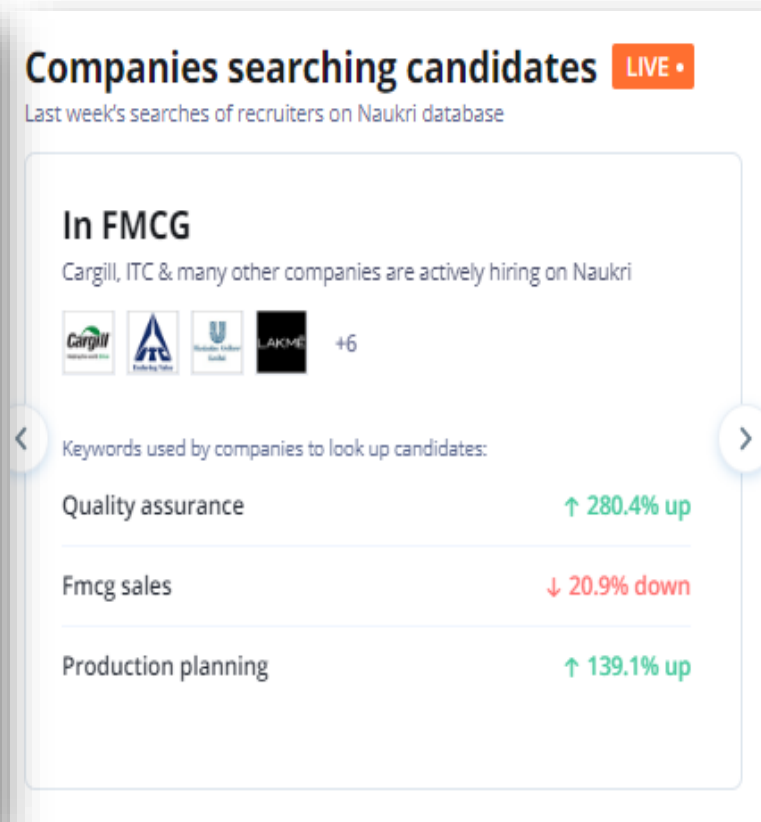 Companies searching candidates LIVE •
Last week's searches of recruiters on Naukri database
In FMCG
Cargill, ITC & many other companies are actively hiring on Naukri
Cargill
ITC
Enduring Value
U
LAKMĒ
+6
Keywords used by companies to look up candidates:
Quality assurance ↑ 280.4% up
Fmcg sales ↓ 20.9% down
Production planning ↑ 139.1% up